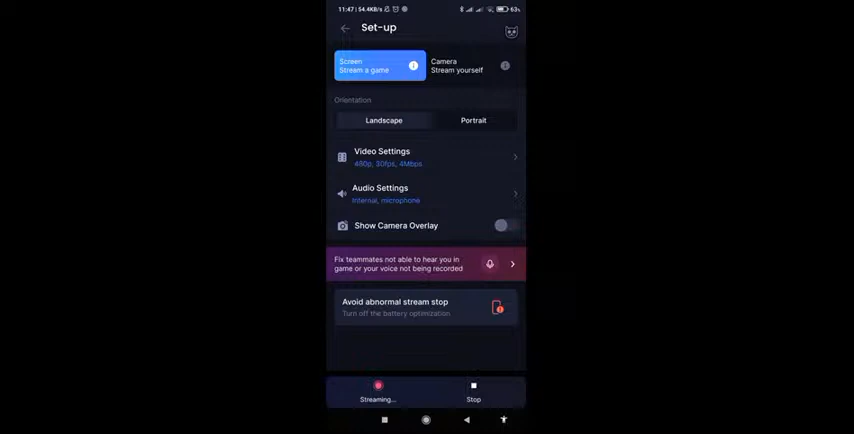 11:47 | 54.4KB/s
63
Set-up
Screen
Stream a game
Camera
Stream yourself
Orientation
Landscape
Portrait
Video Settings
480p, 30fps, 4Mbps
Audio Settings
Internal, microphone
Show Camera Overlay
Fix teammates not able to hear you in
game or your voice not being recorded
Avoid abnormal stream stop
Turn off the battery optimization
Streaming...
Stop